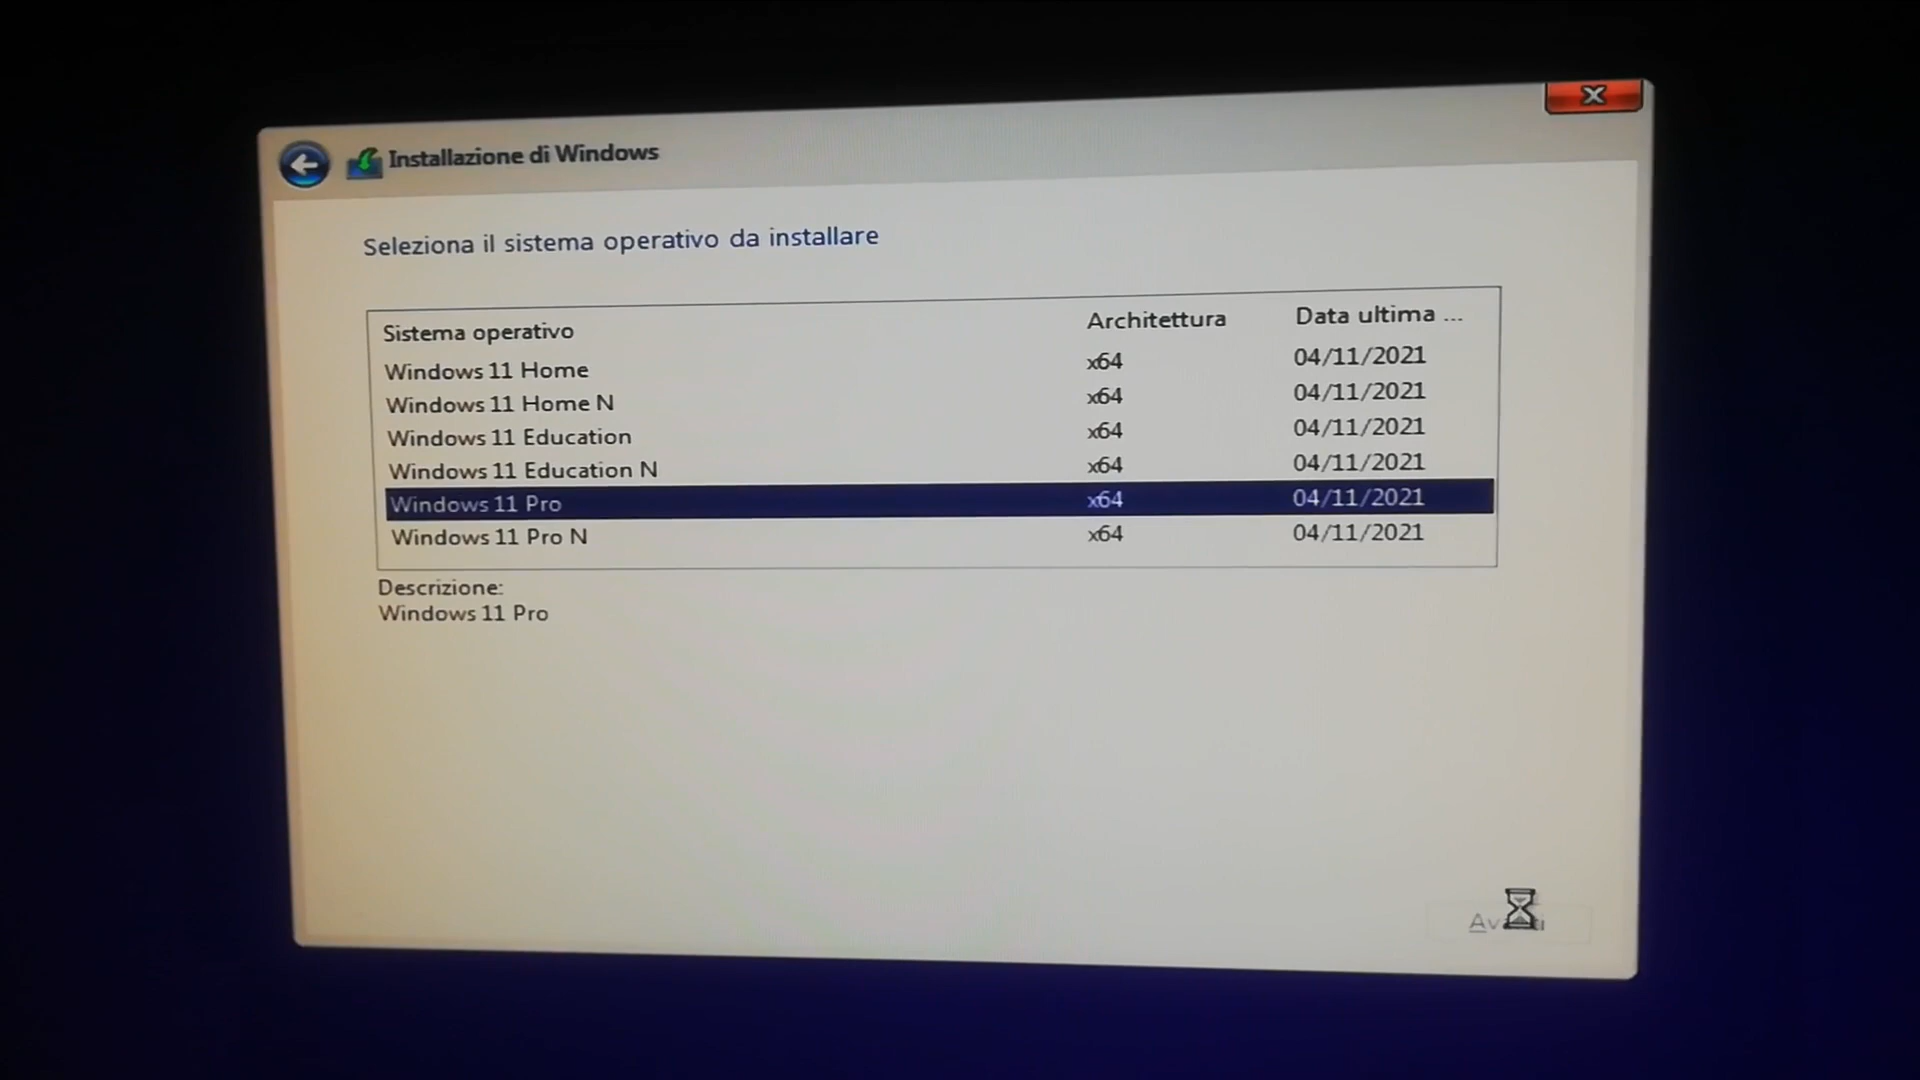 Installazione di Windows
Seleziona il sistema operativo da installare
Sistema operativo Architettura Data ultima ...
Windows 11 Home x64 04/11/2021
Windows 11 Home N x64 04/11/2021
Windows 11 Education x64 04/11/2021
Windows 11 Education N x64 04/11/2021
Windows 11 Pro x64 04/11/2021
Windows 11 Pro N x64 04/11/2021
Descrizione:
Windows 11 Pro